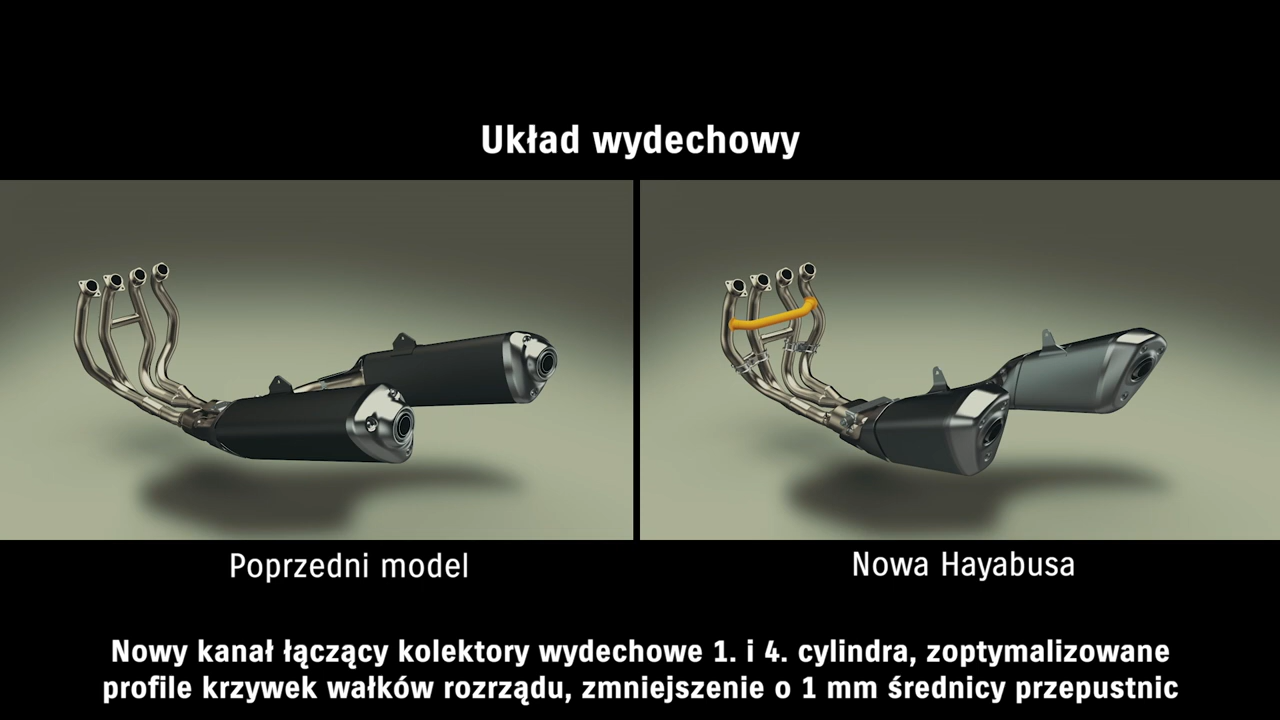 Układ wydechowy
Poprzedni model
Nowa Hayabusa
Nowy kanał łączący kolektory wydechowe 1. i 4. cylindra, zoptymalizowane
profile krzywek wałków rozrządu, zmniejszenie o 1 mm średnicy przepustnic